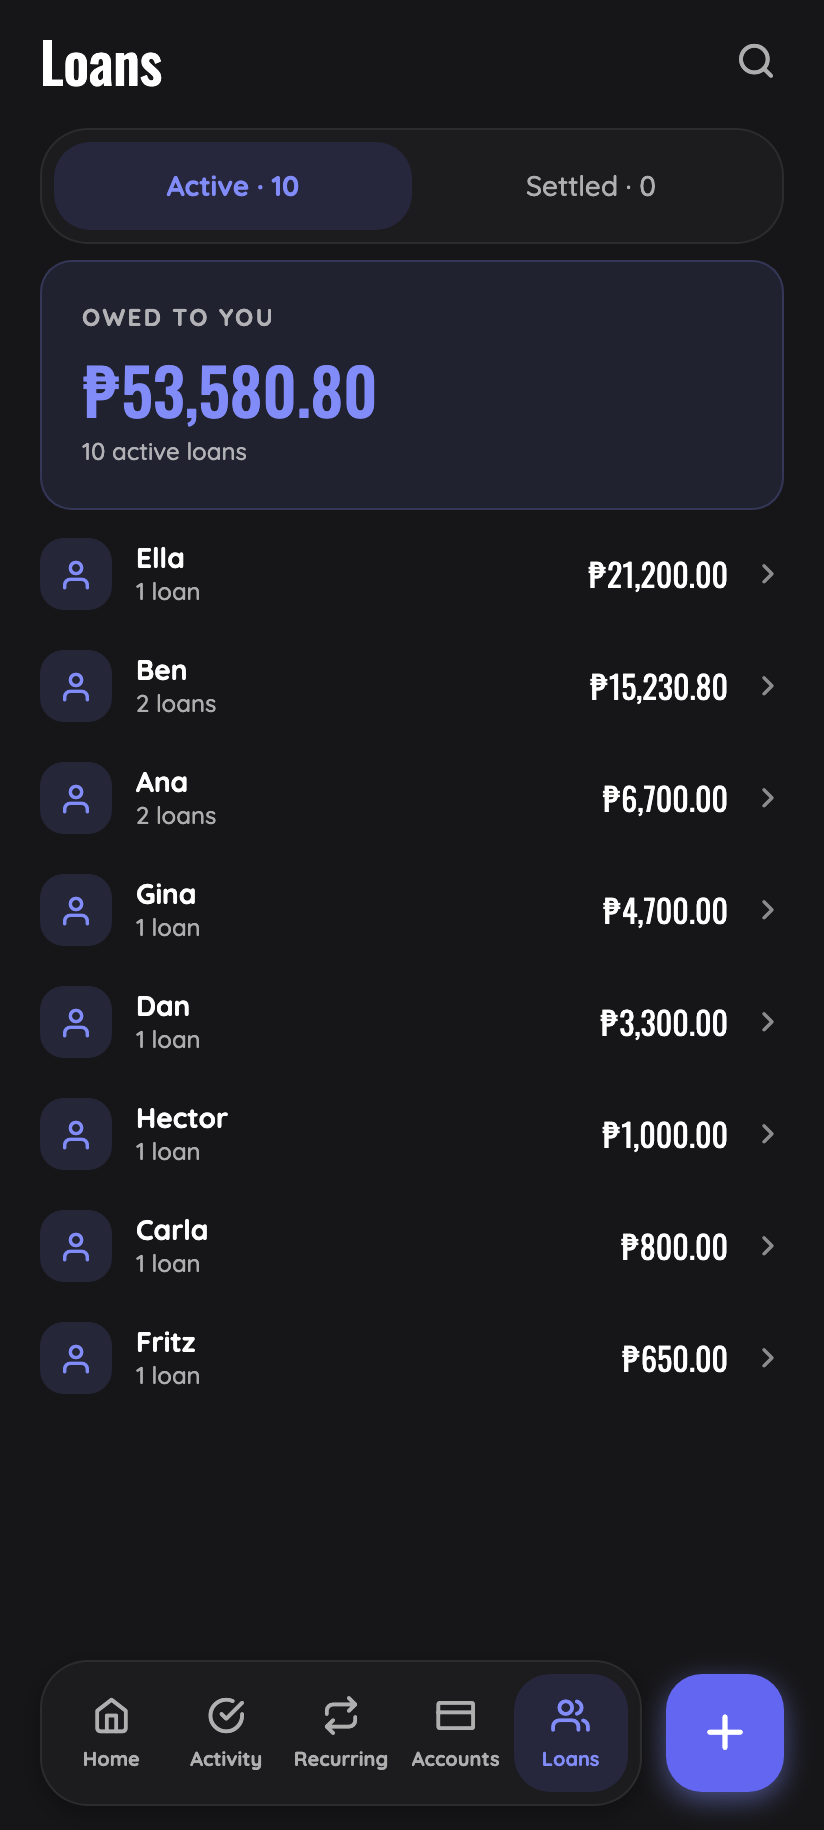 Loans
Active · 10
Settled · 0
OWED TO YOU
₱53,580.80
10 active loans
Ella
1 loan
₱21,200.00
Ben
2 loans
₱15,230.80
Ana
2 loans
₱6,700.00
Gina
1 loan
₱4,700.00
Dan
1 loan
₱3,300.00
Hector
1 loan
₱1,000.00
Carla
1 loan
₱800.00
Fritz
1 loan
₱650.00
Home
Activity
Recurring
Accounts
Loans